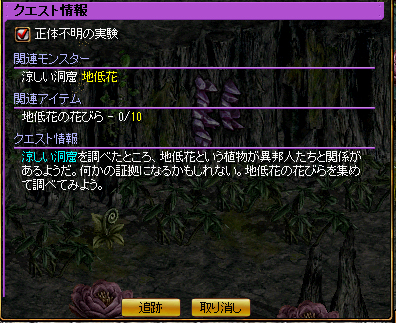 クエスト情報
正体不明の実験
関連モンスター
涼しい洞窟 地低花
関連アイテム
地低花の花びら - 0/10
クエスト情報
涼しい洞窟を調べたところ、地低花という植物が異邦人たちと関係が
あるようだ。何かの証拠になるかもしれない。地低花の花びらを集め
て調べてみよう。
追跡 取り消し